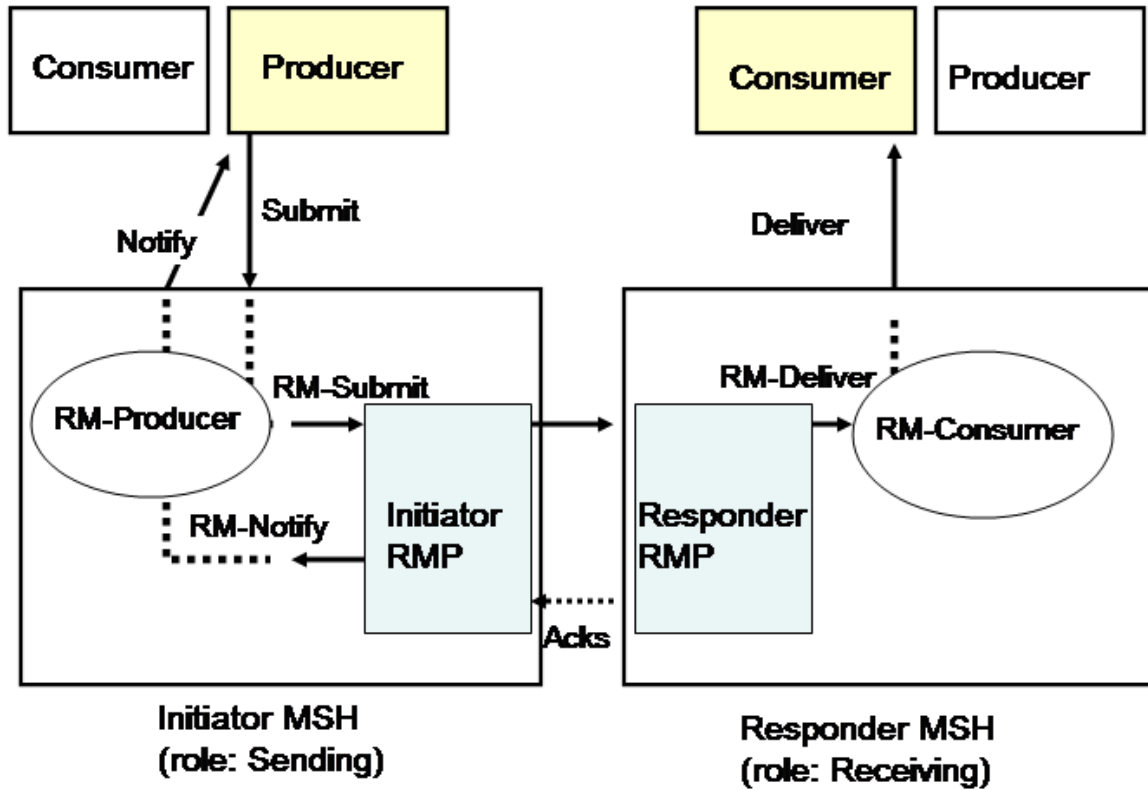 Consumer
Producer
Consumer
Producer
Submit
Notify
Deliver
RM-Submit
RM-Deliver
RM-Producer
RM-Consumer
RM-Notify
Initiator
RMP
Responder
RMP
Acks
Initiator MSH
(role: Sending)
Responder MSH
(role: Receiving)